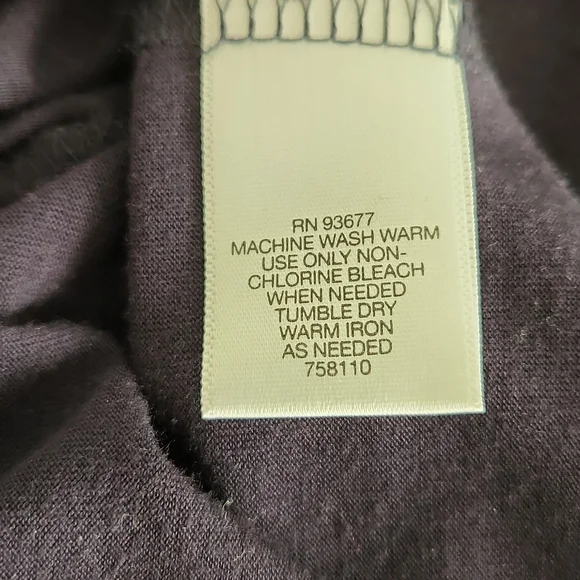 RN 93677
MACHINE WASH WARM
USE ONLY NON-
CHLORINE BLEACH
WHEN NEEDED
TUMBLE DRY
WARM IRON
AS NEEDED
758110